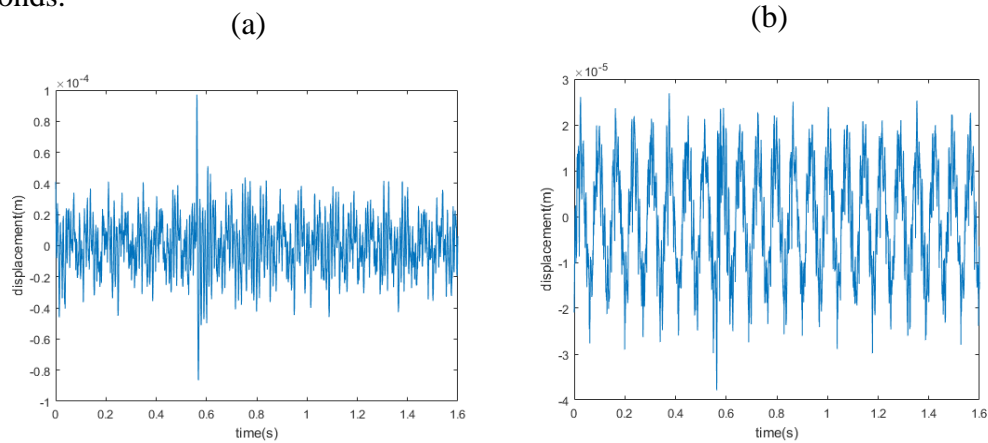 onds.
(a)
(b)
×10⁻⁴
1
0.8
0.6
0.4
0.2
0
-0.2
-0.4
-0.6
-0.8
-1
displacement(m)
0 0.2 0.4 0.6 0.8 1 1.2 1.4 1.6
time(s)
×10⁻⁵
3
2
1
0
-1
-2
-3
-4
displacement(m)
0 0.2 0.4 0.6 0.8 1 1.2 1.4 1.6
time(s)